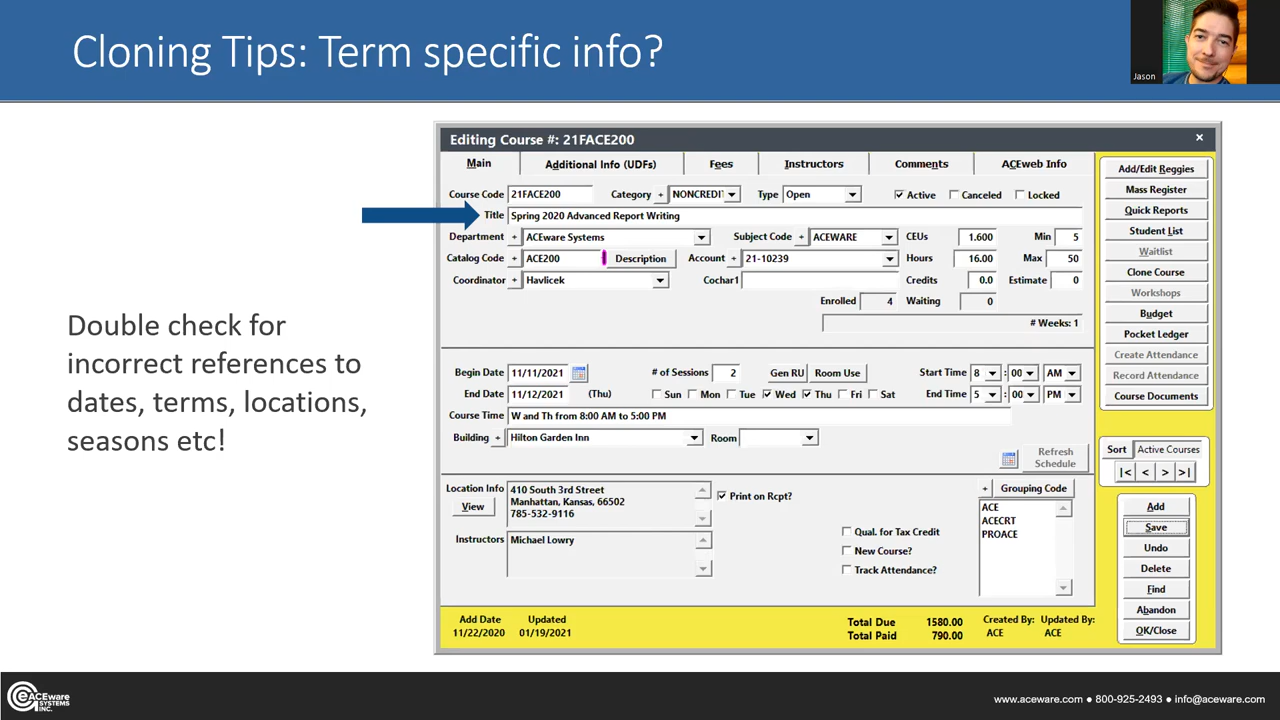 Cloning Tips: Term specific info?
Jason
Double check for
incorrect references to
dates, terms, locations,
seasons etc!
Editing Course #: 21FACE200
×
Main
Additional Info (UDFs)
Fees
Instructors
Comments
ACEweb Info
Course Code 21FACE200 Category + NONCREDIT Type Open Active Canceled Locked
Title Spring 2020 Advanced Report Writing
Department + ACEware Systems Subject Code + ACEWARE CEUs 1.600 Min 5
Catalog Code + ACE200 Description Account + 21-10239 Hours 16.00 Max 50
Coordinator + Havlicek Cochar1 Credits 0.0 Estimate 0
Enrolled 4 Waiting 0
# Weeks: 1
Begin Date 11/11/2021 # of Sessions 2 Gen RU Room Use Start Time 8 : 00 AM
End Date 11/12/2021 (Thu) Sun Mon Tue Wed Thu Fri Sat End Time 5 : 00 PM
Course Time W and Th from 8:00 AM to 5:00 PM
Building + Hilton Garden Inn Room
Refresh
Schedule
Location Info
View
410 South 3rd Street
Manhattan, Kansas, 66502
785-532-9116
Print on Rcpt?
Instructors Michael Lowry
Qual. for Tax Credit
New Course?
Track Attendance?
+ Grouping Code
ACE
ACECRT
PROACE
Add Date Updated
11/22/2020 01/19/2021
Total Due 1580.00
Total Paid 790.00
Created By: Updated By:
ACE ACE
Add/Edit Reggies
Mass Register
Quick Reports
Student List
Waitlist
Clone Course
Workshops
Budget
Pocket Ledger
Create Attendance
Record Attendance
Course Documents
Sort Active Courses
|< < > >|
Add
Save
Undo
Delete
Find
Abandon
OK/Close
ACEware
SYSTEMS
INC.
www.aceware.com ● 800-925-2493 ● info@aceware.com